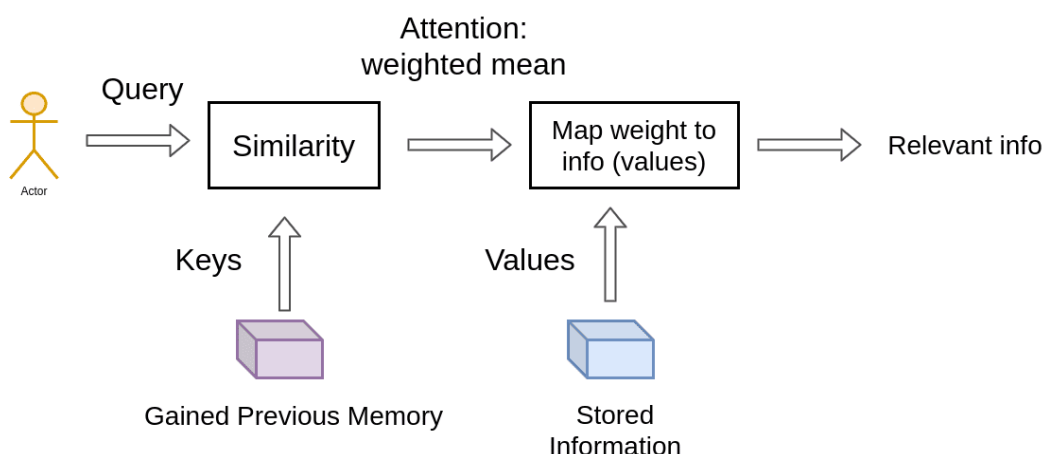 Attention:
weighted mean
Query
Similarity
Map weight to
info (values)
Relevant info
Actor
Keys
Values
Gained Previous Memory
Stored
Information